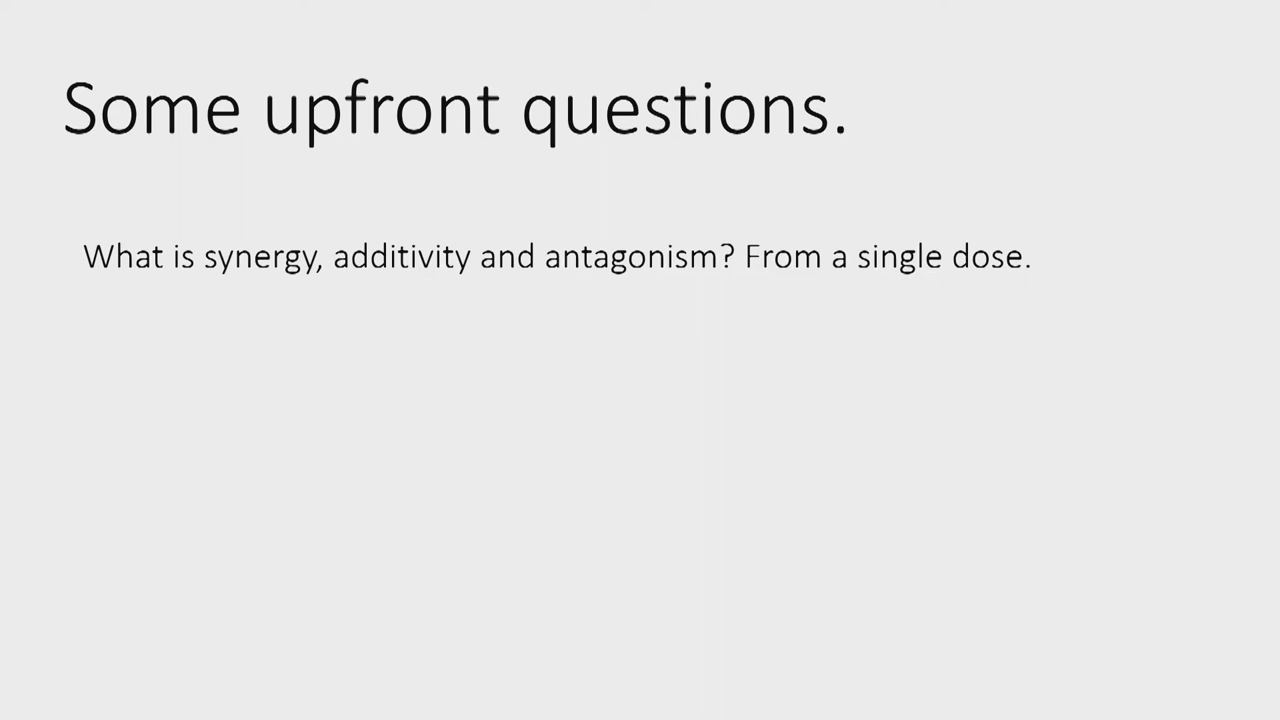 Some upfront questions.
What is synergy, additivity and antagonism? From a single dose.